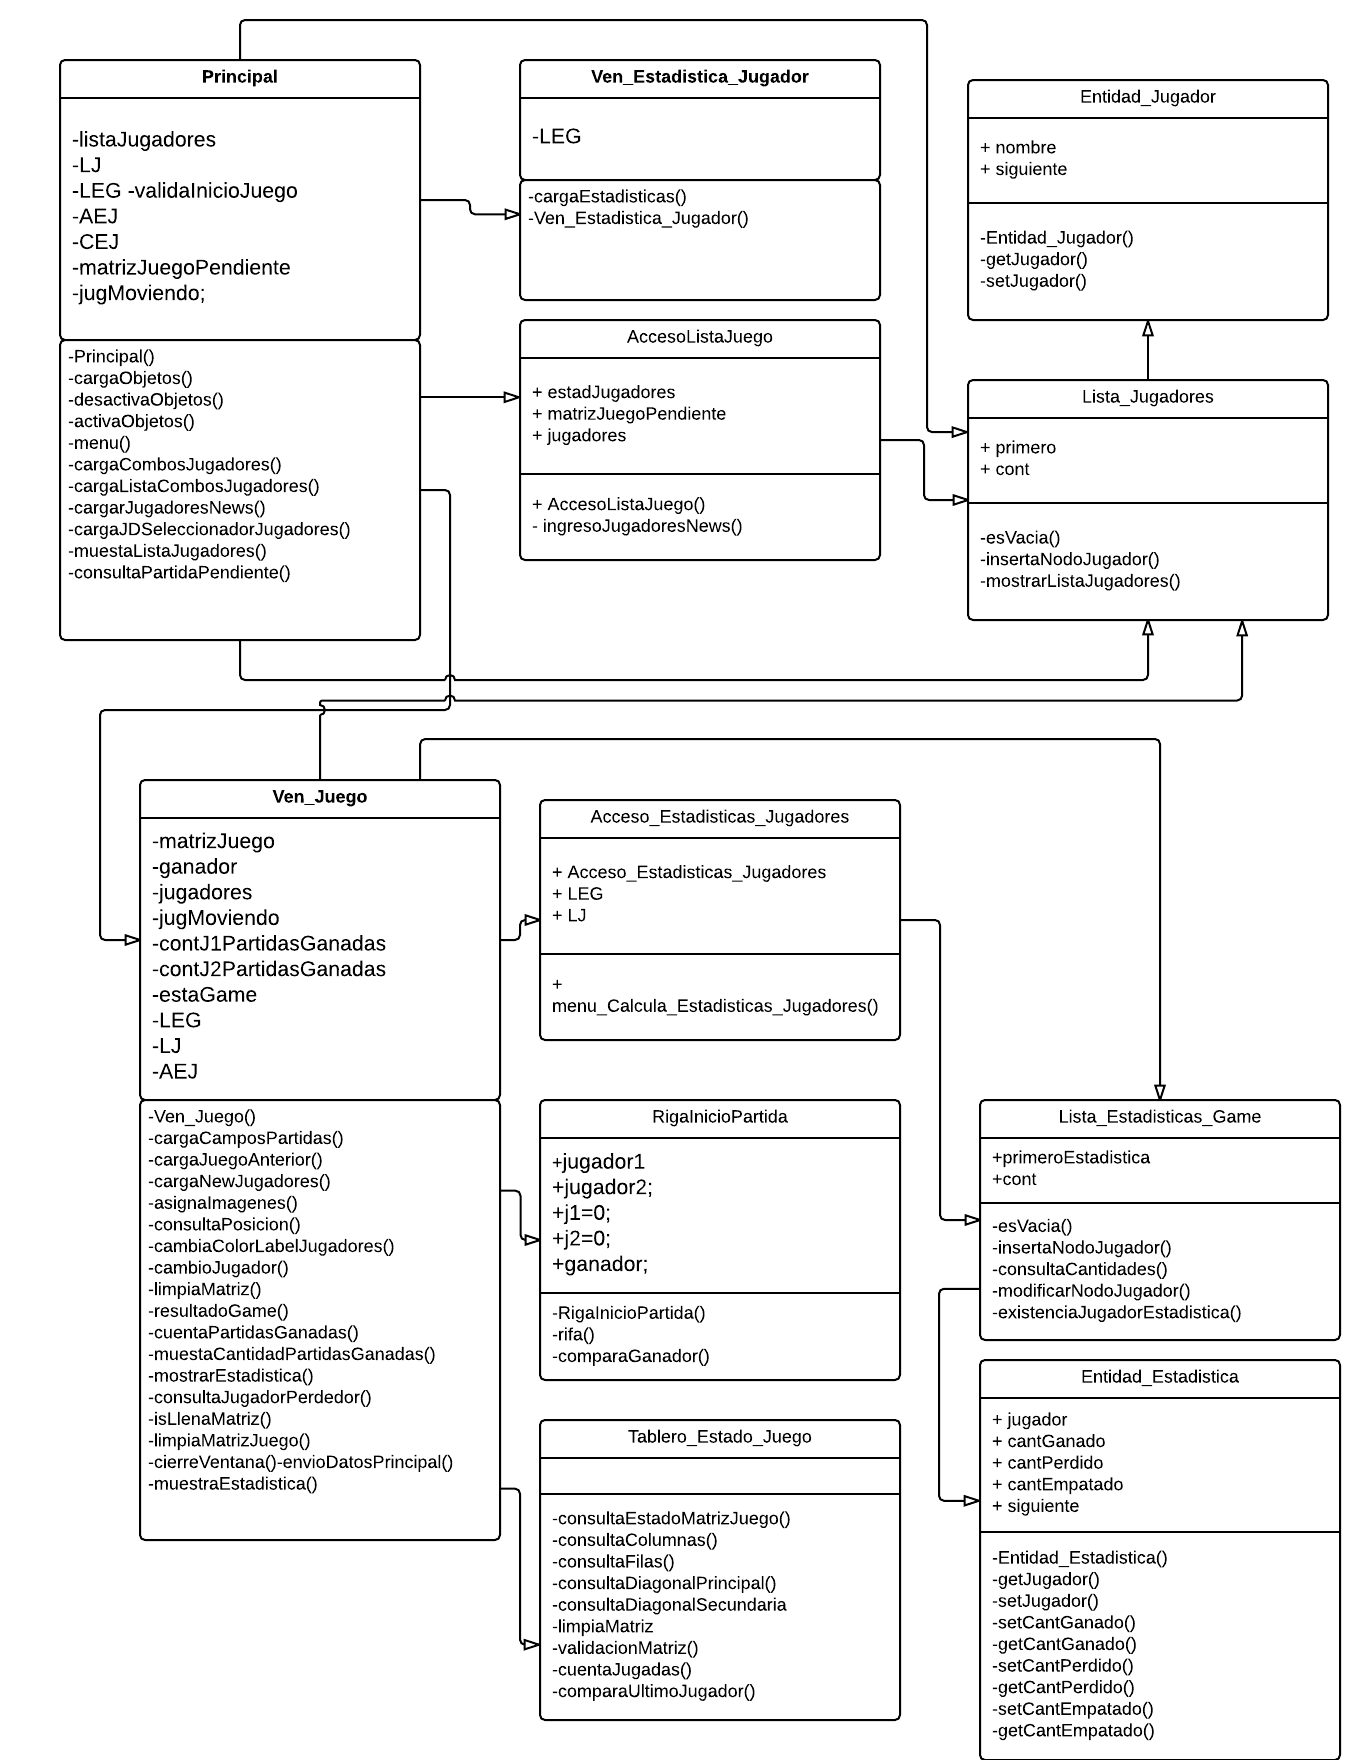 Principal
-listaJugadores
-LJ
-LEG -validaInicioJuego
-AEJ
-CEJ
-matrizJuegoPendiente
-jugMoviendo;
-Principal()
-cargaObjetos()
-desactivaObjetos()
-activaObjetos()
-menu()
-cargaCombosJugadores()
-cargaListaCombosJugadores()
-cargarJugadoresNews()
-cargaJDSeleccionadorJugadores()
-muestaListaJugadores()
-consultaPartidaPendiente()
Ven_Estadistica_Jugador
-LEG
-cargaEstadisticas()
-Ven_Estadistica_Jugador()
AccesoListaJuego
+ estadJugadores
+ matrizJuegoPendiente
+ jugadores
+ AccesoListaJuego()
- ingresoJugadoresNews()
Entidad_Jugador
+ nombre
+ siguiente
-Entidad_Jugador()
-getJugador()
-setJugador()
Lista_Jugadores
+ primero
+ cont
-esVacia()
-insertaNodoJugador()
-mostrarListaJugadores()
Ven_Juego
-matrizJuego
-ganador
-jugadores
-jugMoviendo
-contJ1PartidasGanadas
-contJ2PartidasGanadas
-estaGame
-LEG
-LJ
-AEJ
-Ven_Juego()
-cargaCamposPartidas()
-cargaJuegoAnterior()
-cargaNewJugadores()
-asignaImagenes()
-consultaPosicion()
-cambiaColorLabelJugadores()
-cambioJugador()
-limpiaMatriz()
-resultadoGame()
-cuentaPartidasGanadas()
-muestaCantidadPartidasGanadas()
-mostrarEstadistica()
-consultaJugadorPerdedor()
-isLlenaMatriz()
-limpiaMatrizJuego()
-cierreVentana()-envioDatosPrincipal()
-muestraEstadistica()
Acceso_Estadisticas_Jugadores
+ Acceso_Estadisticas_Jugadores
+ LEG
+ LJ
+
menu_Calcula_Estadisticas_Jugadores()
RigaInicioPartida
+jugador1
+jugador2;
+j1=0;
+j2=0;
+ganador;
-RigaInicioPartida()
-rifa()
-comparaGanador()
Tablero_Estado_Juego
-consultaEstadoMatrizJuego()
-consultaColumnas()
-consultaFilas()
-consultaDiagonalPrincipal()
-consultaDiagonalSecundaria
-limpiaMatriz
-validacionMatriz()
-cuentaJugadas()
-comparaUltimoJugador()
Lista_Estadisticas_Game
+primeroEstadistica
+cont
-esVacia()
-insertaNodoJugador()
-consultaCantidades()
-modificarNodoJugador()
-existenciaJugadorEstadistica()
Entidad_Estadistica
+ jugador
+ cantGanado
+ cantPerdido
+ cantEmpatado
+ siguiente
-Entidad_Estadistica()
-getJugador()
-setJugador()
-setCantGanado()
-getCantGanado()
-setCantPerdido()
-getCantPerdido()
-setCantEmpatado()
-getCantEmpatado()